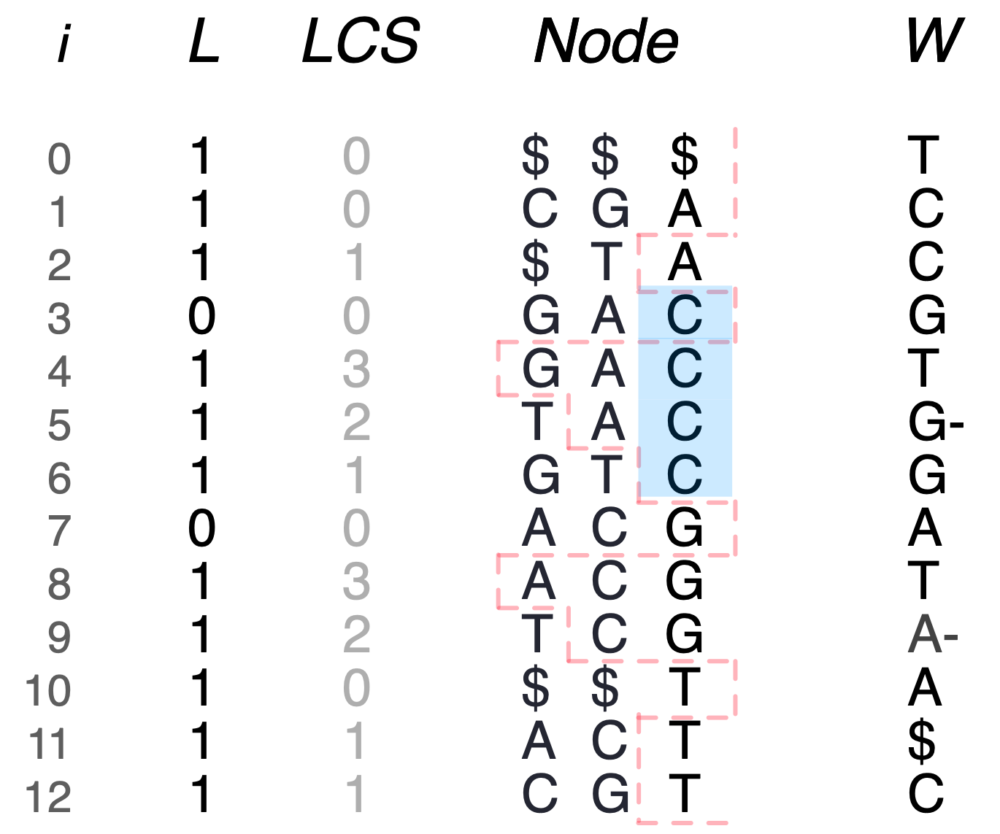 i L LCS Node W
0 1 0 $ $ $ T
1 1 0 C G A C
2 1 1 $ T A C
3 0 0 G A C G
4 1 3 G A C T
5 1 2 T A C G-
6 1 1 G T C G
7 0 0 A C G A
8 1 3 A C G T
9 1 2 T C G A-
10 1 0 $ $ T A
11 1 1 A C T $
12 1 1 C G T C